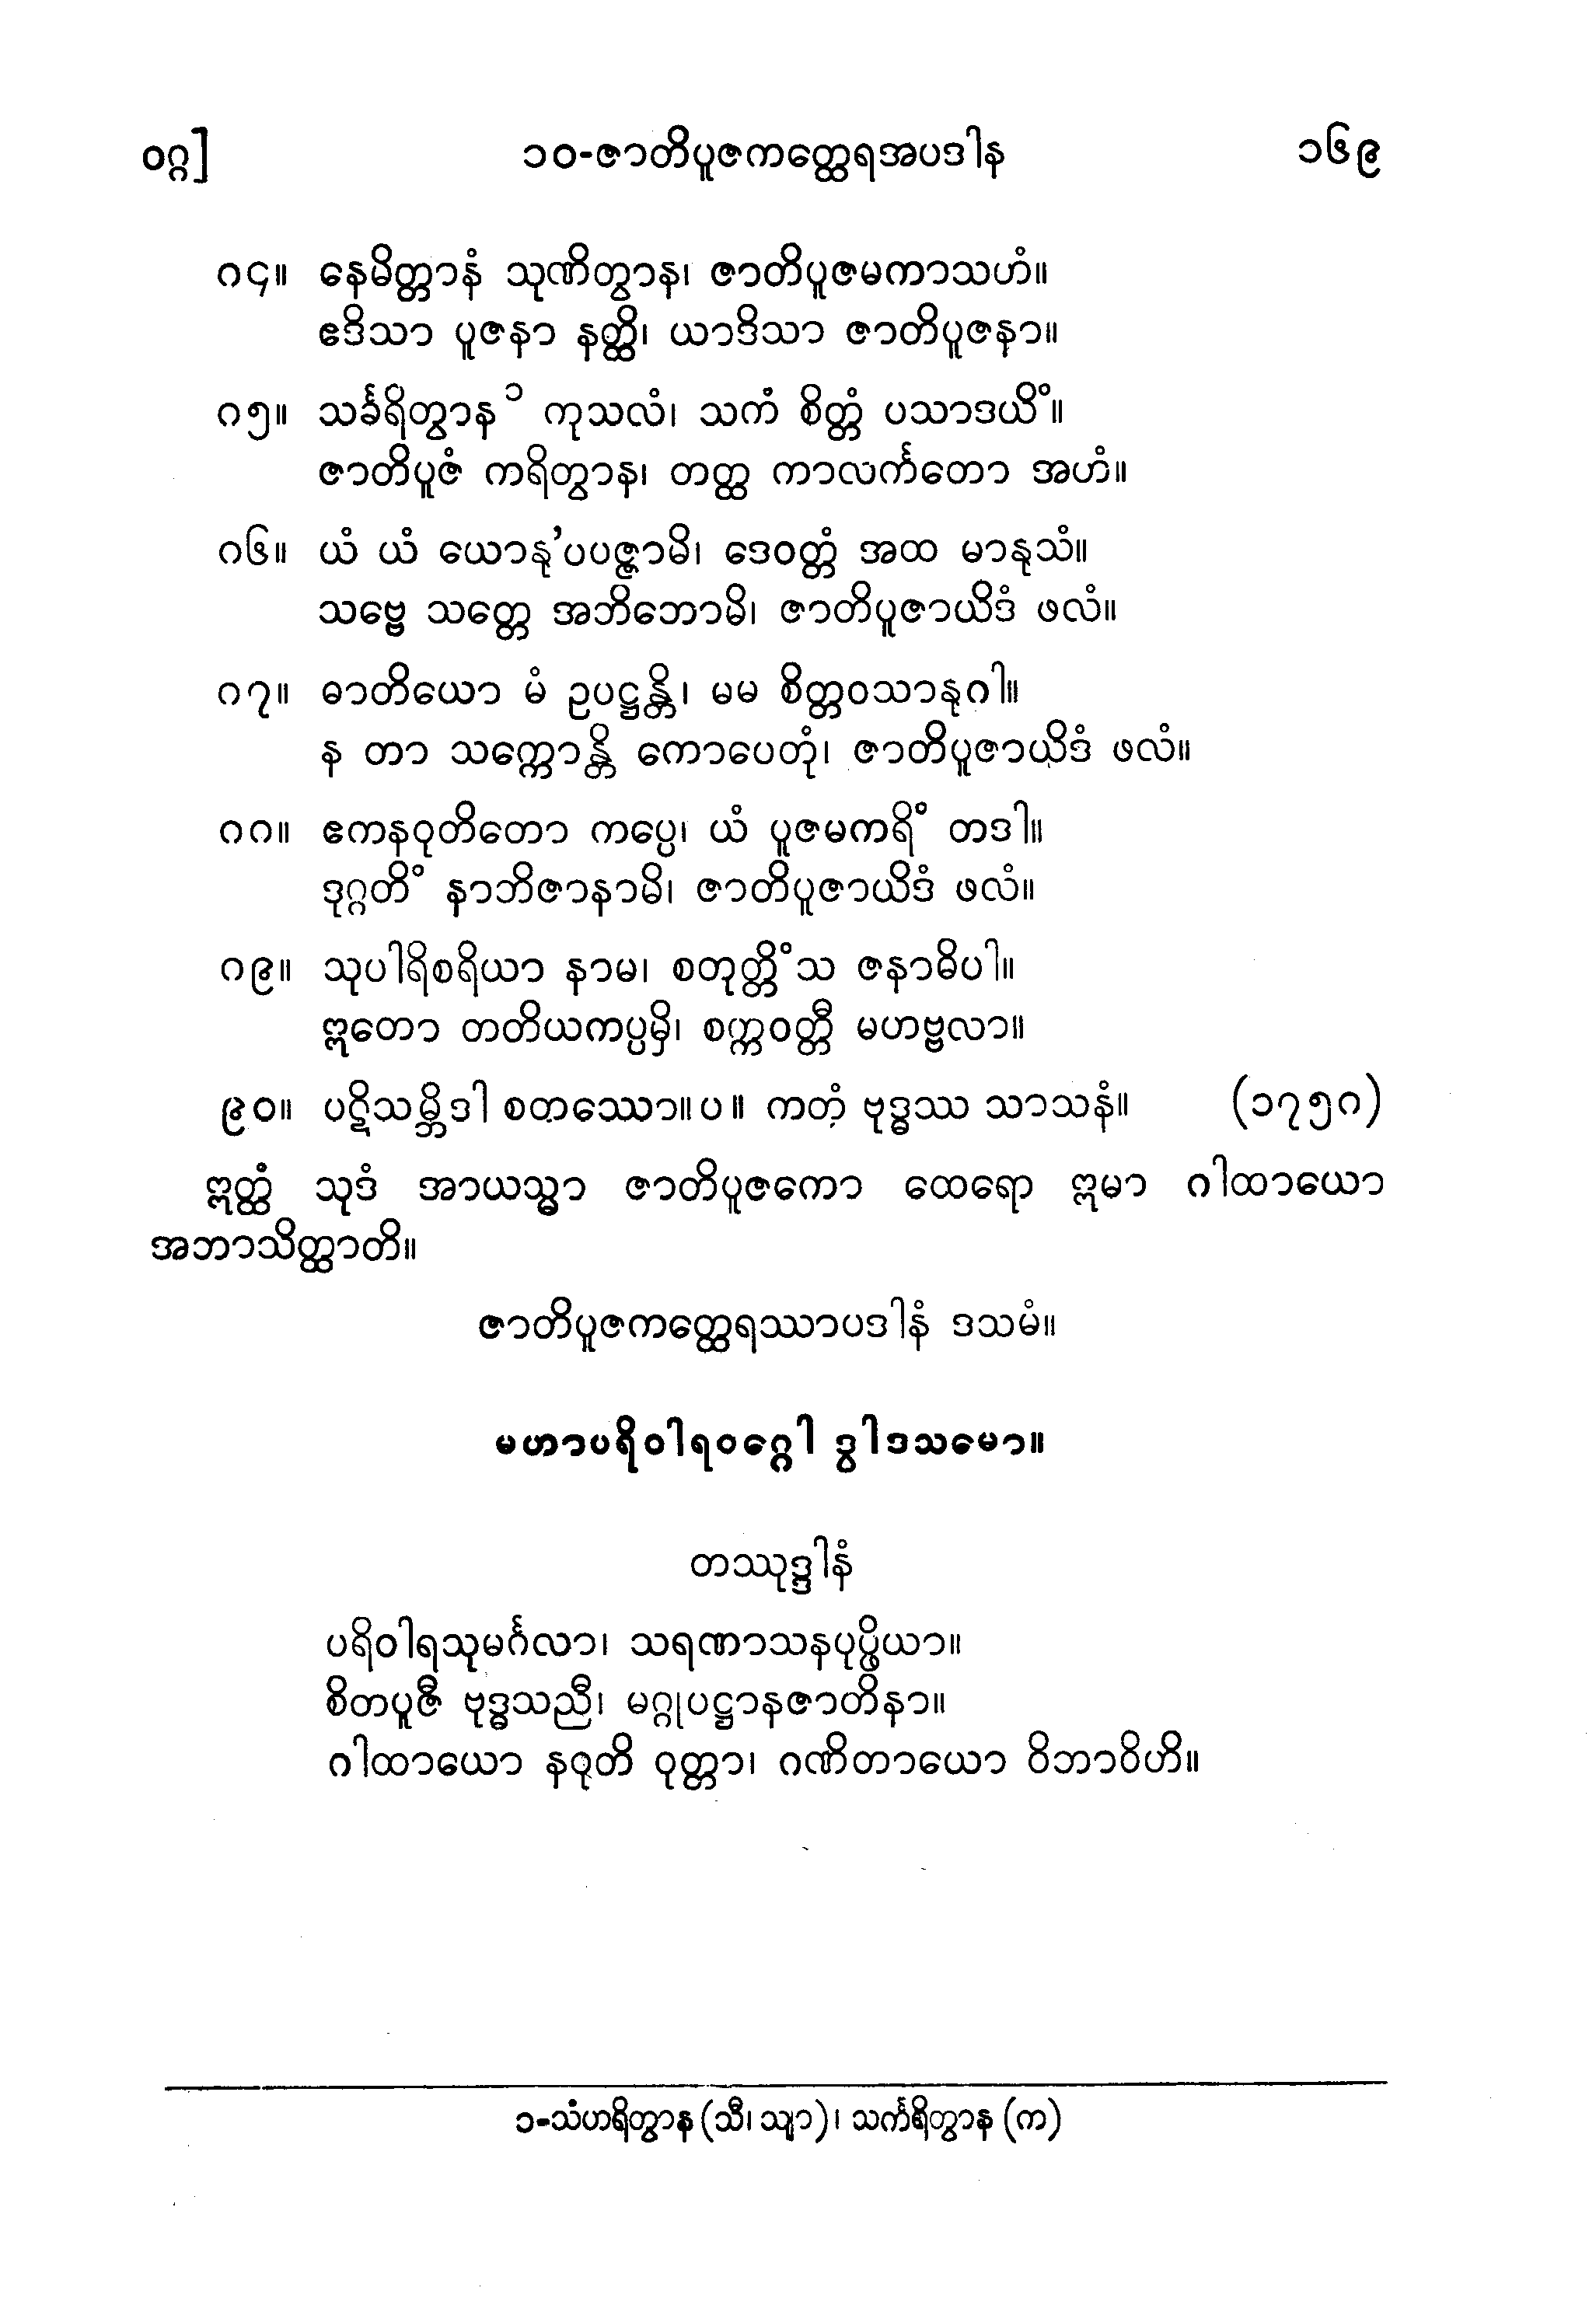 ဝဂ္ဂ]
၁၀-ဇာတိပူဇကတ္ထေရအပဒါန
၁၆၉
၈၄။ နေမိတ္တာနံ သုဏိတွာန၊ ဇာတိပူဇမကာသဟံ။
ဧဒိသာ ပူဇနာ နတ္ထိ၊ ယာဒိသာ ဇာတိပူဇနာ။
၈၅။ သင်္ခရိတွာန ၁ ကုသလံ၊ သကံ စိတ္တံ ပသာဒယိံ။
ဇာတိပူဇံ ကရိတွာန၊ တတ္ထ ကာလင်္ကတော အဟံ။
၈၆။ ယံ ယံ ယောနု’ပပဇ္ဇာမိ၊ ဒေဝတ္တံ အထ မာနုသံ။
သဗ္ဗေ သတ္တေ အဘိဘောမိ၊ ဇာတိပူဇာယိဒံ ဖလံ။
၈၇။ ဓာတိယော မံ ဥပဋ္ဌန္တိ၊ မမ စိတ္တဝသာနုဂါ။
န တာ သက္ကောန္တိ ကောပေတုံ၊ ဇာတိပူဇာယိဒံ ဖလံ။
၈၈။ ဧကနဝုတိတော ကပ္ပေ၊ ယံ ပူဇမကရိံ တဒါ။
ဒုဂ္ဂတိံ နာဘိဇာနာမိ၊ ဇာတိပူဇာယိဒံ ဖလံ။
၈၉။ သုပါရိစရိယာ နာမ၊ စတုတ္တိံသ ဇနာဓိပါ။
ဣတော တတိယကပ္ပမှိ၊ စက္ကဝတ္တီ မဟဗ္ဗလာ။
၉၀။ ပဋိသမ္ဘိဒါ စတဿော။ပ။ ကတံ ဗုဒ္ဓဿ သာသနံ။ (၁၇၅၈)
ဣတ္ထံ သုဒံ အာယသ္မာ ဇာတိပူဇကော ထေရော ဣမာ ဂါထာယော
အဘာသိတ္ထာတိ။
ဇာတိပူဇကတ္ထေရဿာပဒါနံ ဒသမံ။
မဟာပရိဝါရဝဂ္ဂေါ ဒွါဒသမော။
တဿုဒ္ဒါနံ
ပရိဝါရသုမင်္ဂလာ၊ သရဏာသနပုပ္ဖိယာ။
စိတပူဇီ ဗုဒ္ဓသညီ၊ မဂ္ဂုပဋ္ဌာနဇာတိနာ။
ဂါထာယော နဝုတိ ဝုတ္တာ၊ ဂဏိတာယော ဝိဘာဝိဟိ။
၁-သံဟရိတွာန (သီ၊ သျာ)၊ သင်္ကရိတွာန (က)